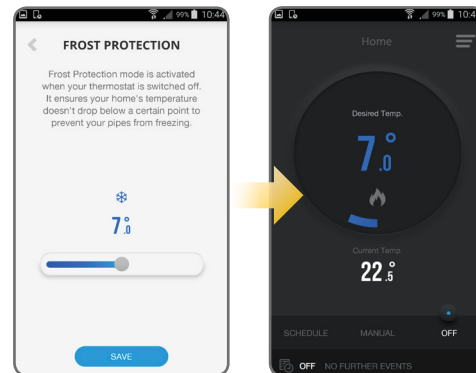 99% 10:44
FROST PROTECTION
Frost Protection mode is activated
when your thermostat is switched off.
It ensures your home's temperature
doesn't drop below a certain point to
prevent your pipes from freezing.
7.0°
SAVE
99% 10:4
Home
Desired Temp.
7.0°
Current Temp.
22.5°
SCHEDULE MANUAL OFF
OFF NO FURTHER EVENTS